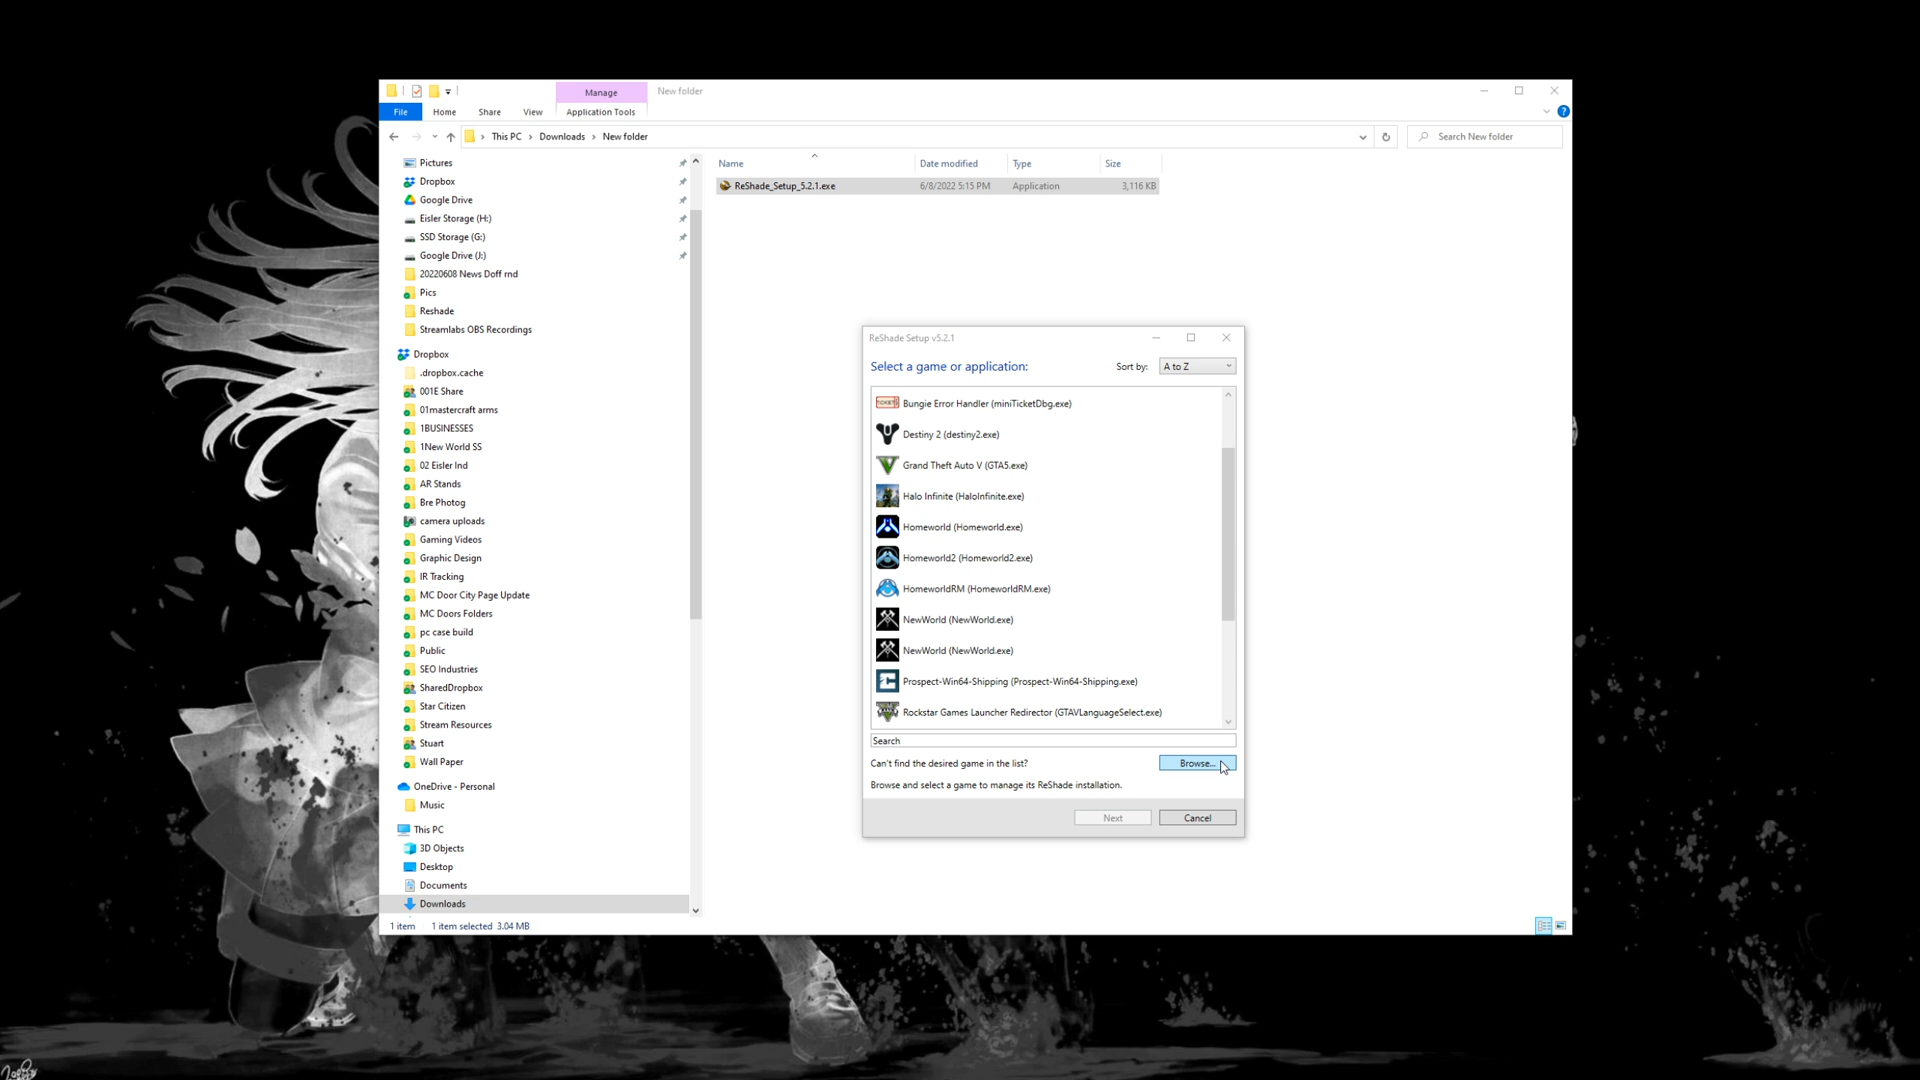 Manage
New folder
File
Home
Share
View
Application Tools
This PC
Downloads
New folder
Search New folder
Pictures
Dropbox
Google Drive
Eisler Storage (H:)
SSD Storage (G:)
Google Drive (J:)
20220608 News Doff rnd
Pics
Reshade
Streamlabs OBS Recordings
Dropbox
.dropbox.cache
001E Share
01mastercraft arms
1BUSINESSES
1New World SS
02 Eisler Ind
AR Stands
Bre Photog
camera uploads
Gaming Videos
Graphic Design
IR Tracking
MC Door City Page Update
MC Doors Folders
pc case build
Public
SEO Industries
SharedDropbox
Star Citizen
Stream Resources
Stuart
Wall Paper
OneDrive - Personal
Music
This PC
3D Objects
Desktop
Documents
Downloads
1 item 1 item selected 3.04 MB
Name Date modified Type Size
ReShade_Setup_5.2.1.exe 6/8/2022 5:15 PM Application 3,116 KB
ReShade Setup v5.2.1
Select a game or application: Sort by: A to Z
Bungie Error Handler (miniTicketDbg.exe)
Destiny 2 (destiny2.exe)
Grand Theft Auto V (GTA5.exe)
Halo Infinite (HaloInfinite.exe)
Homeworld (Homeworld.exe)
Homeworld2 (Homeworld2.exe)
HomeworldRM (HomeworldRM.exe)
NewWorld (NewWorld.exe)
NewWorld (NewWorld.exe)
Prospect-Win64-Shipping (Prospect-Win64-Shipping.exe)
Rockstar Games Launcher Redirector (GTAVLanguageSelect.exe)
Search
Can't find the desired game in the list? Browse...
Browse and select a game to manage its ReShade installation.
Next Cancel